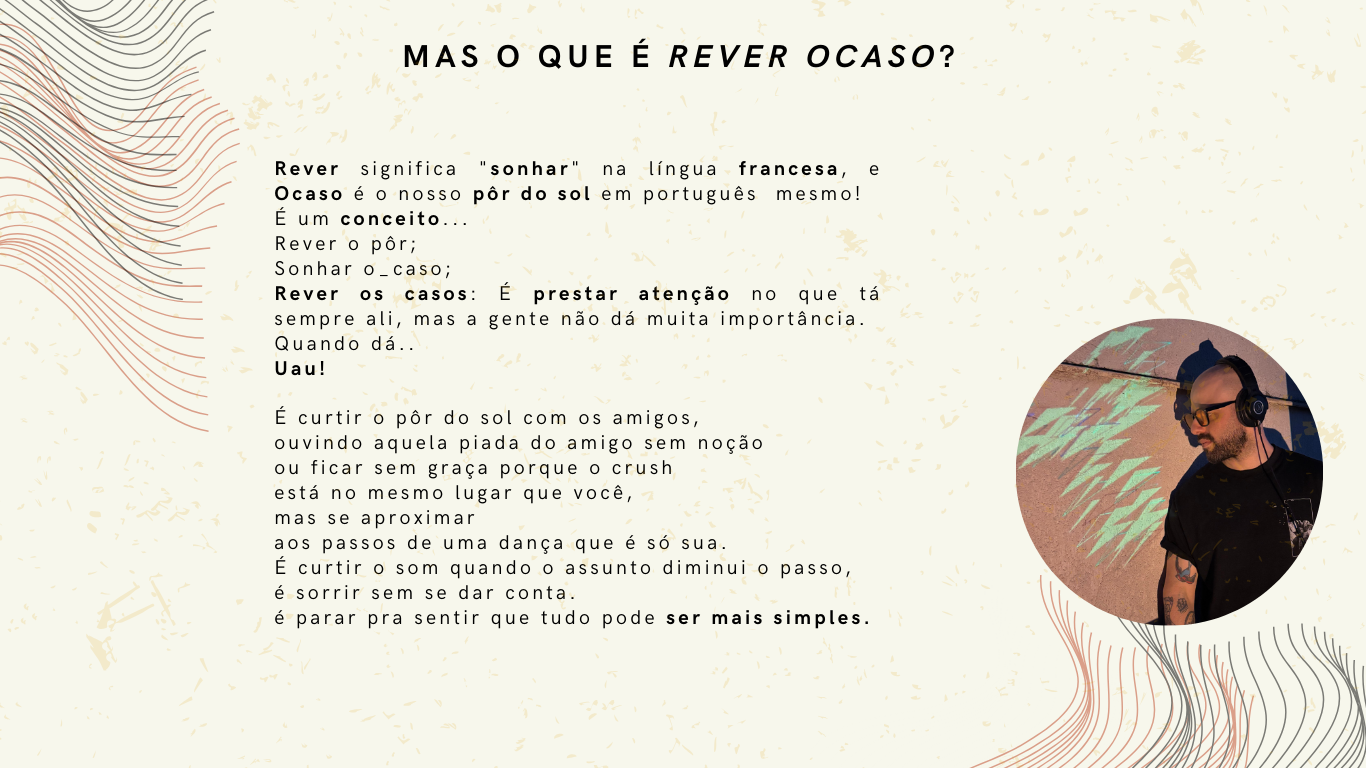 MAS O QUE É REVER OCASO?
Rever significa "sonhar" na língua francesa, e
Ocaso é o nosso pôr do sol em português mesmo!
É um conceito...
Rever o pôr;
Sonhar o_caso;
Rever os casos: É prestar atenção no que tá
sempre ali, mas a gente não dá muita importância.
Quando dá..
Uau!
É curtir o pôr do sol com os amigos,
ouvindo aquela piada do amigo sem noção
ou ficar sem graça porque o crush
está no mesmo lugar que você,
mas se aproximar
aos passos de uma dança que é só sua.
É curtir o som quando o assunto diminui o passo,
é sorrir sem se dar conta.
é parar pra sentir que tudo pode ser mais simples.